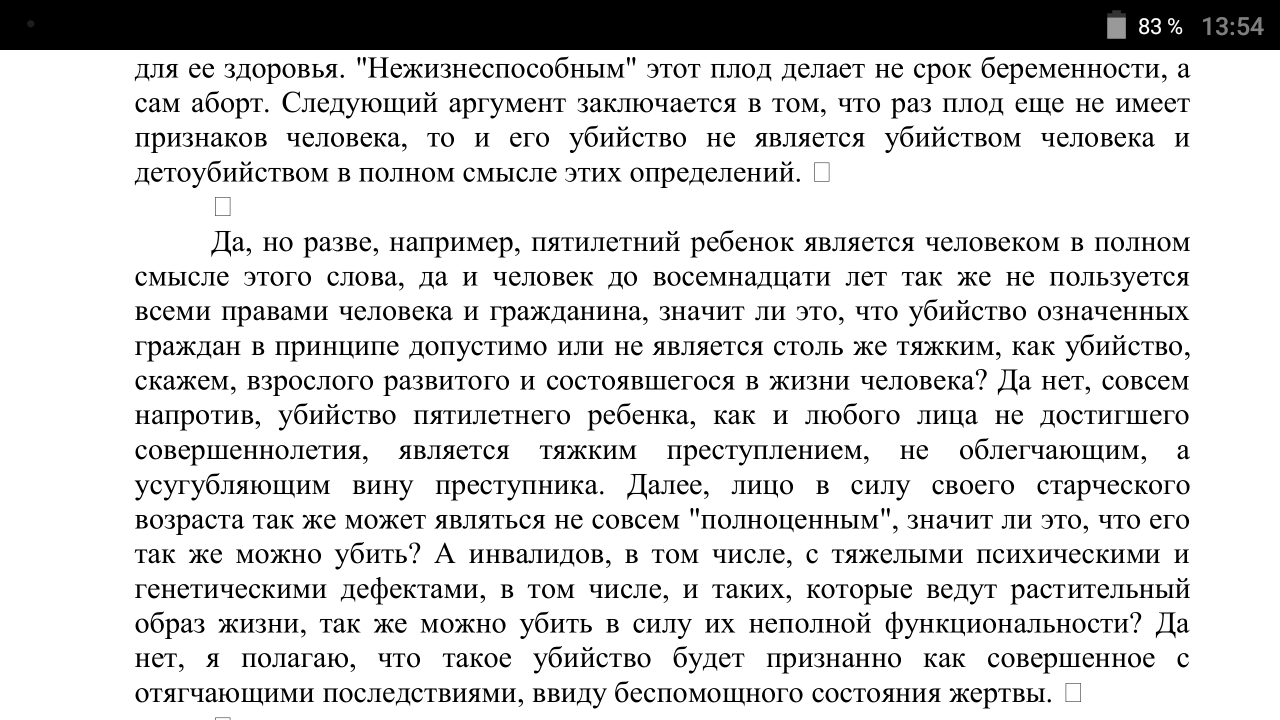 83 % 13:54
для ее здоровья. "Нежизнеспособным" этот плод делает не срок беременности, а
сам аборт. Следующий аргумент заключается в том, что раз плод еще не имеет
признаков человека, то и его убийство не является убийством человека и
детоубийством в полном смысле этих определений.
Да, но разве, например, пятилетний ребенок является человеком в полном
смысле этого слова, да и человек до восемнадцати лет так же не пользуется
всеми правами человека и гражданина, значит ли это, что убийство означенных
граждан в принципе допустимо или не является столь же тяжким, как убийство,
скажем, взрослого развитого и состоявшегося в жизни человека? Да нет, совсем
напротив, убийство пятилетнего ребенка, как и любого лица не достигшего
совершеннолетия, является тяжким преступлением, не облегчающим, а
усугубляющим вину преступника. Далее, лицо в силу своего старческого
возраста так же может являться не совсем "полноценным", значит ли это, что его
так же можно убить? А инвалидов, в том числе, с тяжелыми психическими и
генетическими дефектами, в том числе, и таких, которые ведут растительный
образ жизни, так же можно убить в силу их неполной функциональности? Да
нет, я полагаю, что такое убийство будет признанно как совершенное с
отягчающими последствиями, ввиду беспомощного состояния жертвы.